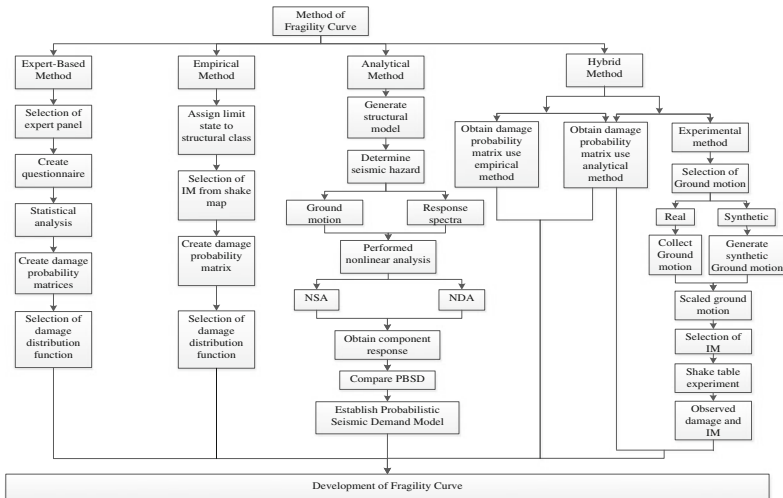 Method of
Fragility Curve
Expert-Based
Method
Empirical
Method
Analytical
Method
Hybrid
Method
Selection of
expert panel
Create
questionnaire
Statistical
analysis
Create damage
probability
matrices
Selection of
damage
distribution
function
Assign limit
state to
structural class
Selection of
IM from shake
map
Create damage
probability
matrix
Selection of
damage
distribution
function
Generate
structural
model
Determine
seismic hazard
Ground
motion
Response
spectra
Performed
nonlinear analysis
NSA
NDA
Obtain component
response
Compare PBSD
Establish Probabilistic
Seismic Demand Model
Obtain damage
probability
matrix use
empirical
method
Obtain damage
probability
matrix use
analytical
method
Experimental
method
Selection of
Ground motion
Real
Synthetic
Collect
Ground
motion
Generate
synthetic
Ground motion
Scaled ground
motion
Selection of
IM
Shake table
experiment
Observed
damage and
IM
Development of Fragility Curve